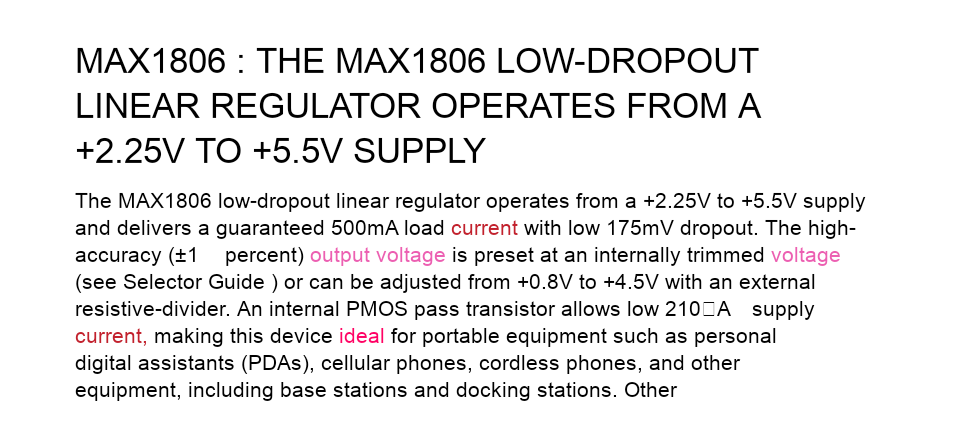 MAX1806 : THE MAX1806 LOW-DROPOUT
LINEAR REGULATOR OPERATES FROM A
+2.25V TO +5.5V SUPPLY
The MAX1806 low-dropout linear regulator operates from a +2.25V to +5.5V supply
and delivers a guaranteed 500mA load current with low 175mV dropout. The high-
accuracy (±1 percent) output voltage is preset at an internally trimmed voltage
(see Selector Guide ) or can be adjusted from +0.8V to +4.5V with an external
resistive-divider. An internal PMOS pass transistor allows low 210□A supply
current, making this device ideal for portable equipment such as personal
digital assistants (PDAs), cellular phones, cordless phones, and other
equipment, including base stations and docking stations. Other